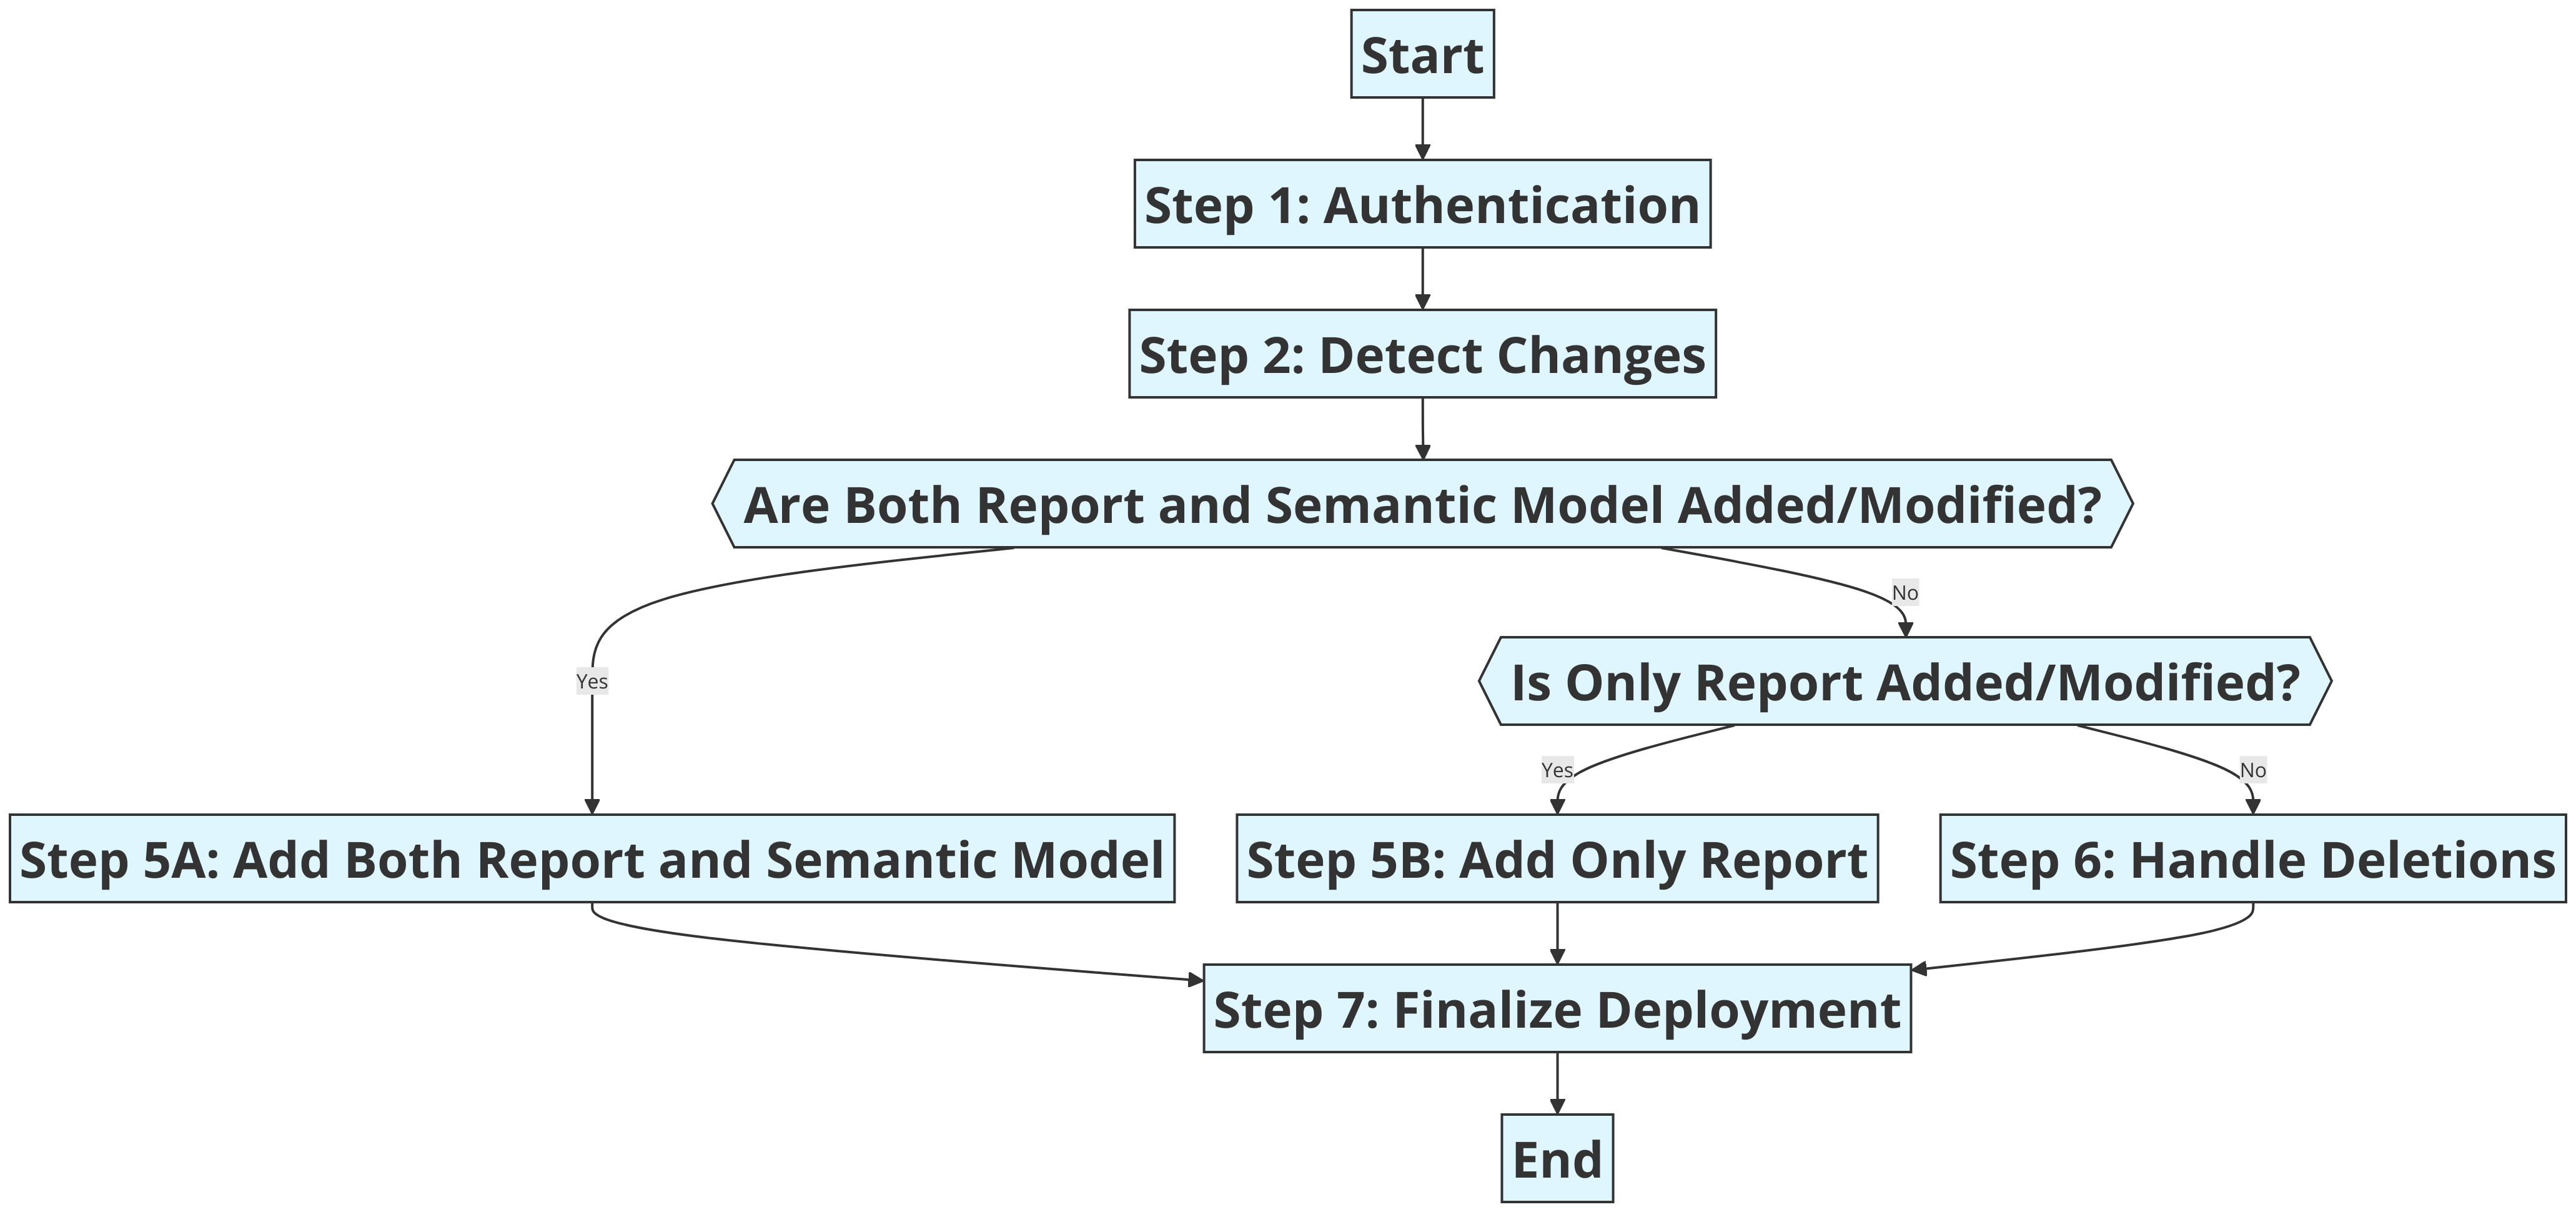 Start
Step 1: Authentication
Step 2: Detect Changes
Are Both Report and Semantic Model Added/Modified?
No
Yes
Is Only Report Added/Modified?
Yes
No
Step 5A: Add Both Report and Semantic Model
Step 5B: Add Only Report
Step 6: Handle Deletions
Step 7: Finalize Deployment
End